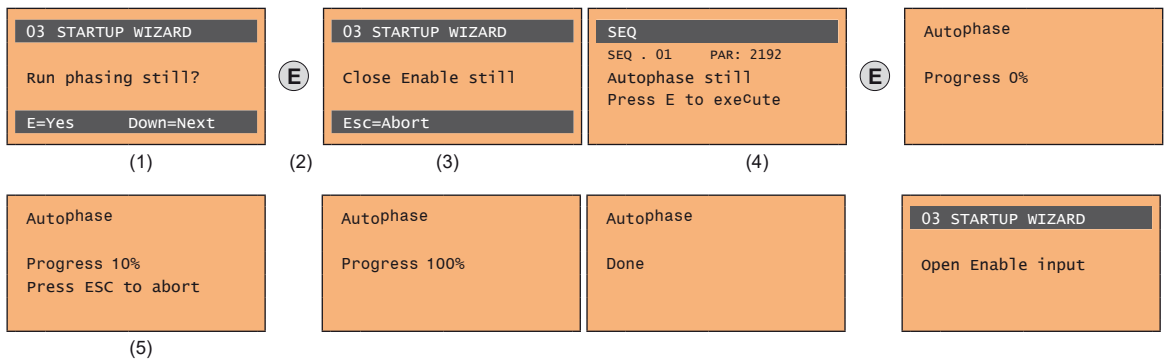 03 STARTUP WIZARD
Run phasing still?
E=Yes Down=Next
(1)
E
(2)
03 STARTUP WIZARD
Close Enable still
Esc=Abort
(3)
SEQ
SEQ . 01 PAR: 2192
Autophase still
Press E to execute
(4)
E
Autophase
Progress 0%
Autophase
Progress 10%
Press ESC to abort
(5)
Autophase
Progress 100%
Autophase
Done
03 STARTUP WIZARD
Open Enable input